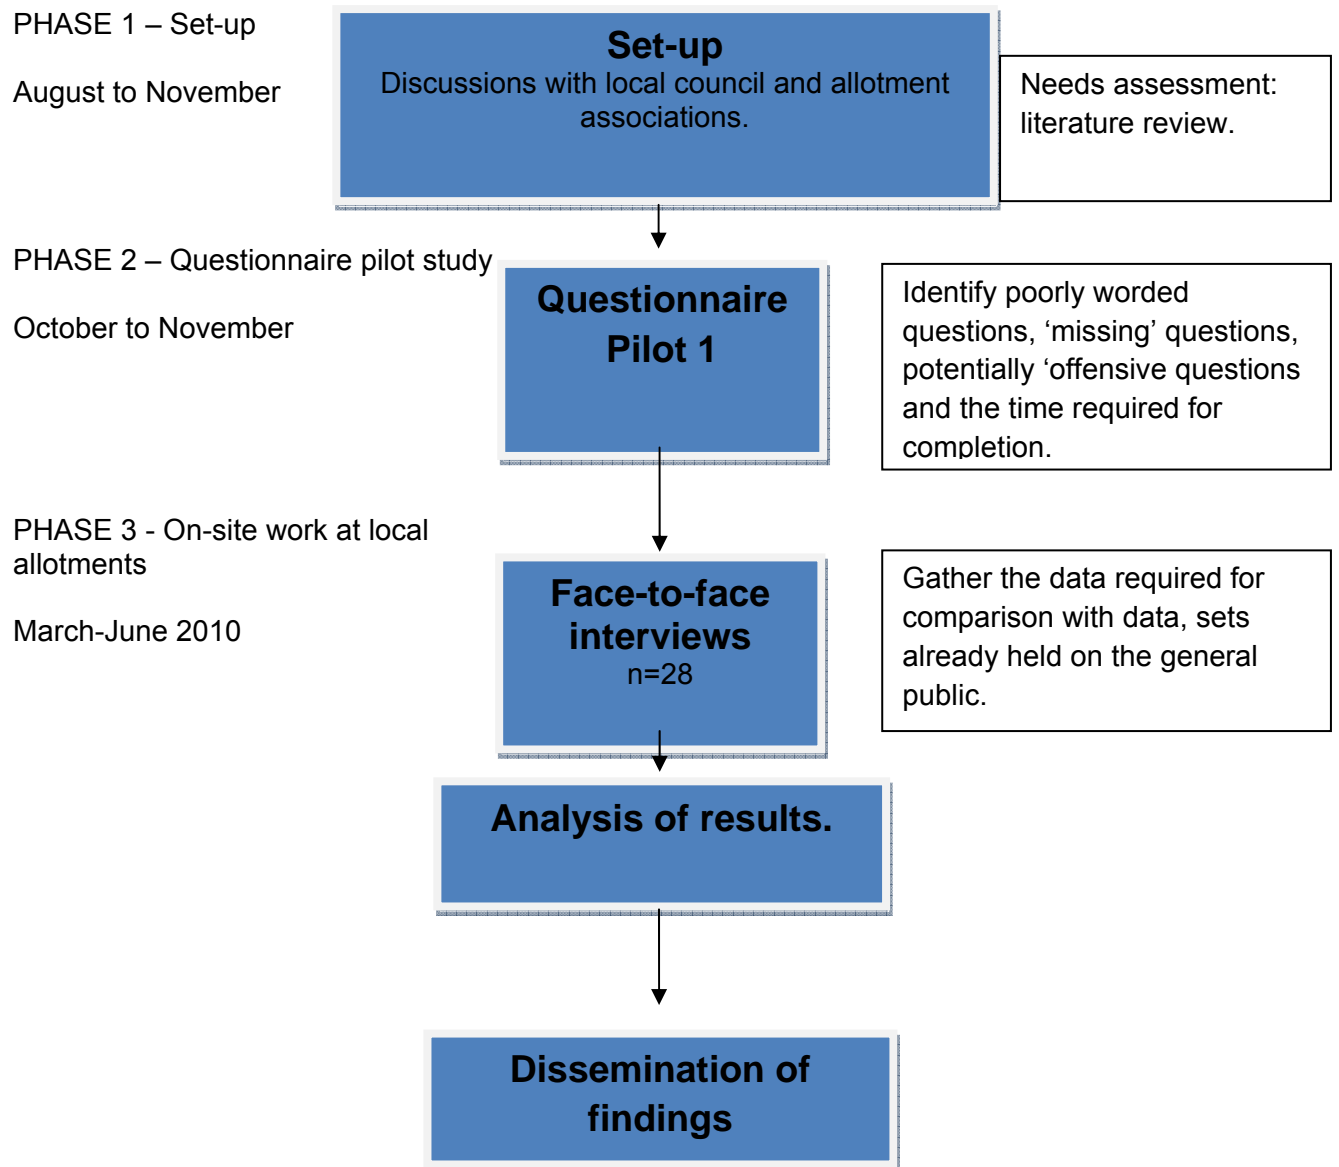 PHASE 1 – Set-up
August to November
Set-up
Discussions with local council and allotment
associations.
Needs assessment:
literature review.
PHASE 2 – Questionnaire pilot study
October to November
Questionnaire
Pilot 1
Identify poorly worded
questions, ‘missing’ questions,
potentially ‘offensive questions
and the time required for
completion.
PHASE 3 - On-site work at local
allotments
March-June 2010
Face-to-face
interviews
n=28
Gather the data required for
comparison with data, sets
already held on the general
public.
Analysis of results.
Dissemination of
findings